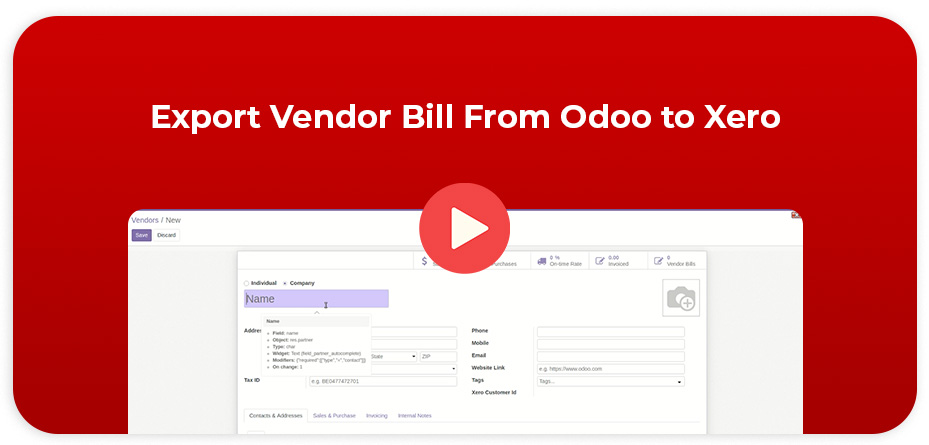 Export Vendor Bill From Odoo to Xero
Vendors / New
Save Discard
$
Purchases
0 % On-time Rate
0.00 Invoiced
0 Vendor Bills
Individual Company
Name
Name
Field: name
Object: res.partner
Type: char
Widget: Text (field_partner_autocomplete)
Modifiers: {"required":[["type","=","contact"]]}
On change: 1
Addres
State ZIP
Tax ID e.g. BE0477472701
Phone
Mobile
Email
Website Link e.g. https://www.odoo.com
Tags Tags...
Xero Customer Id
Contacts & Addresses Sales & Purchase Invoicing Internal Notes